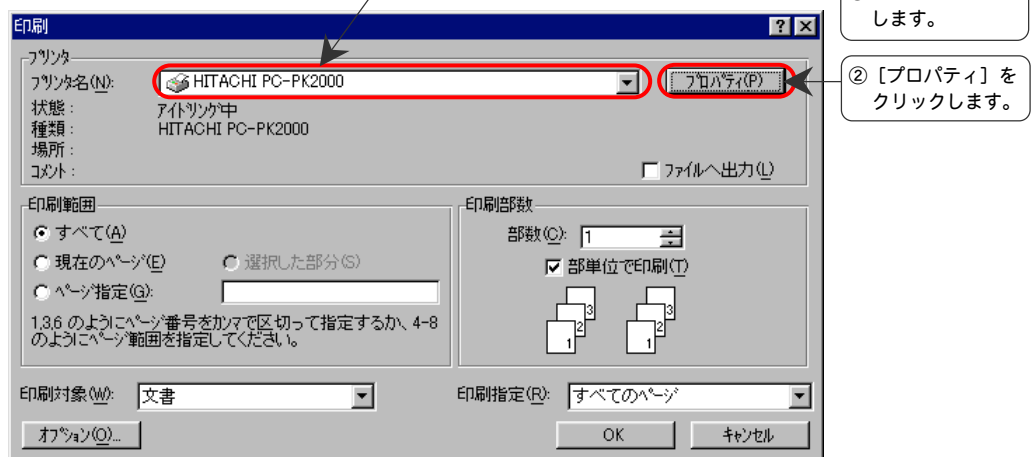 します。
② ［プロパティ］を
クリックします。
印刷
ﾌﾟﾘﾝﾀ
ﾌﾟﾘﾝﾀ名(N):
HITACHI PC-PK2000
ﾌﾟﾛﾊﾟﾃｨ(P)
状態：
ｱｲﾄﾞﾘﾝｸﾞ中
種類：
HITACHI PC-PK2000
場所：
ｺﾒﾝﾄ：
ﾌｧｲﾙへ出力(L)
印刷範囲
すべて(A)
現在のﾍﾟｰｼﾞ(E)
選択した部分(S)
ﾍﾟｰｼﾞ指定(G):
1,3,6 のようにﾍﾟｰｼﾞ番号をｶﾝﾏで区切って指定するか、4-8
のようにﾍﾟｰｼﾞ範囲を指定してください。
印刷部数
部数(C):
1
部単位で印刷(T)
3
2
1
3
2
1
印刷対象(W):
文書
印刷指定(R):
すべてのﾍﾟｰｼﾞ
ｵﾌﾟｼｮﾝ(O)...
OK
ｷｬﾝｾﾙ